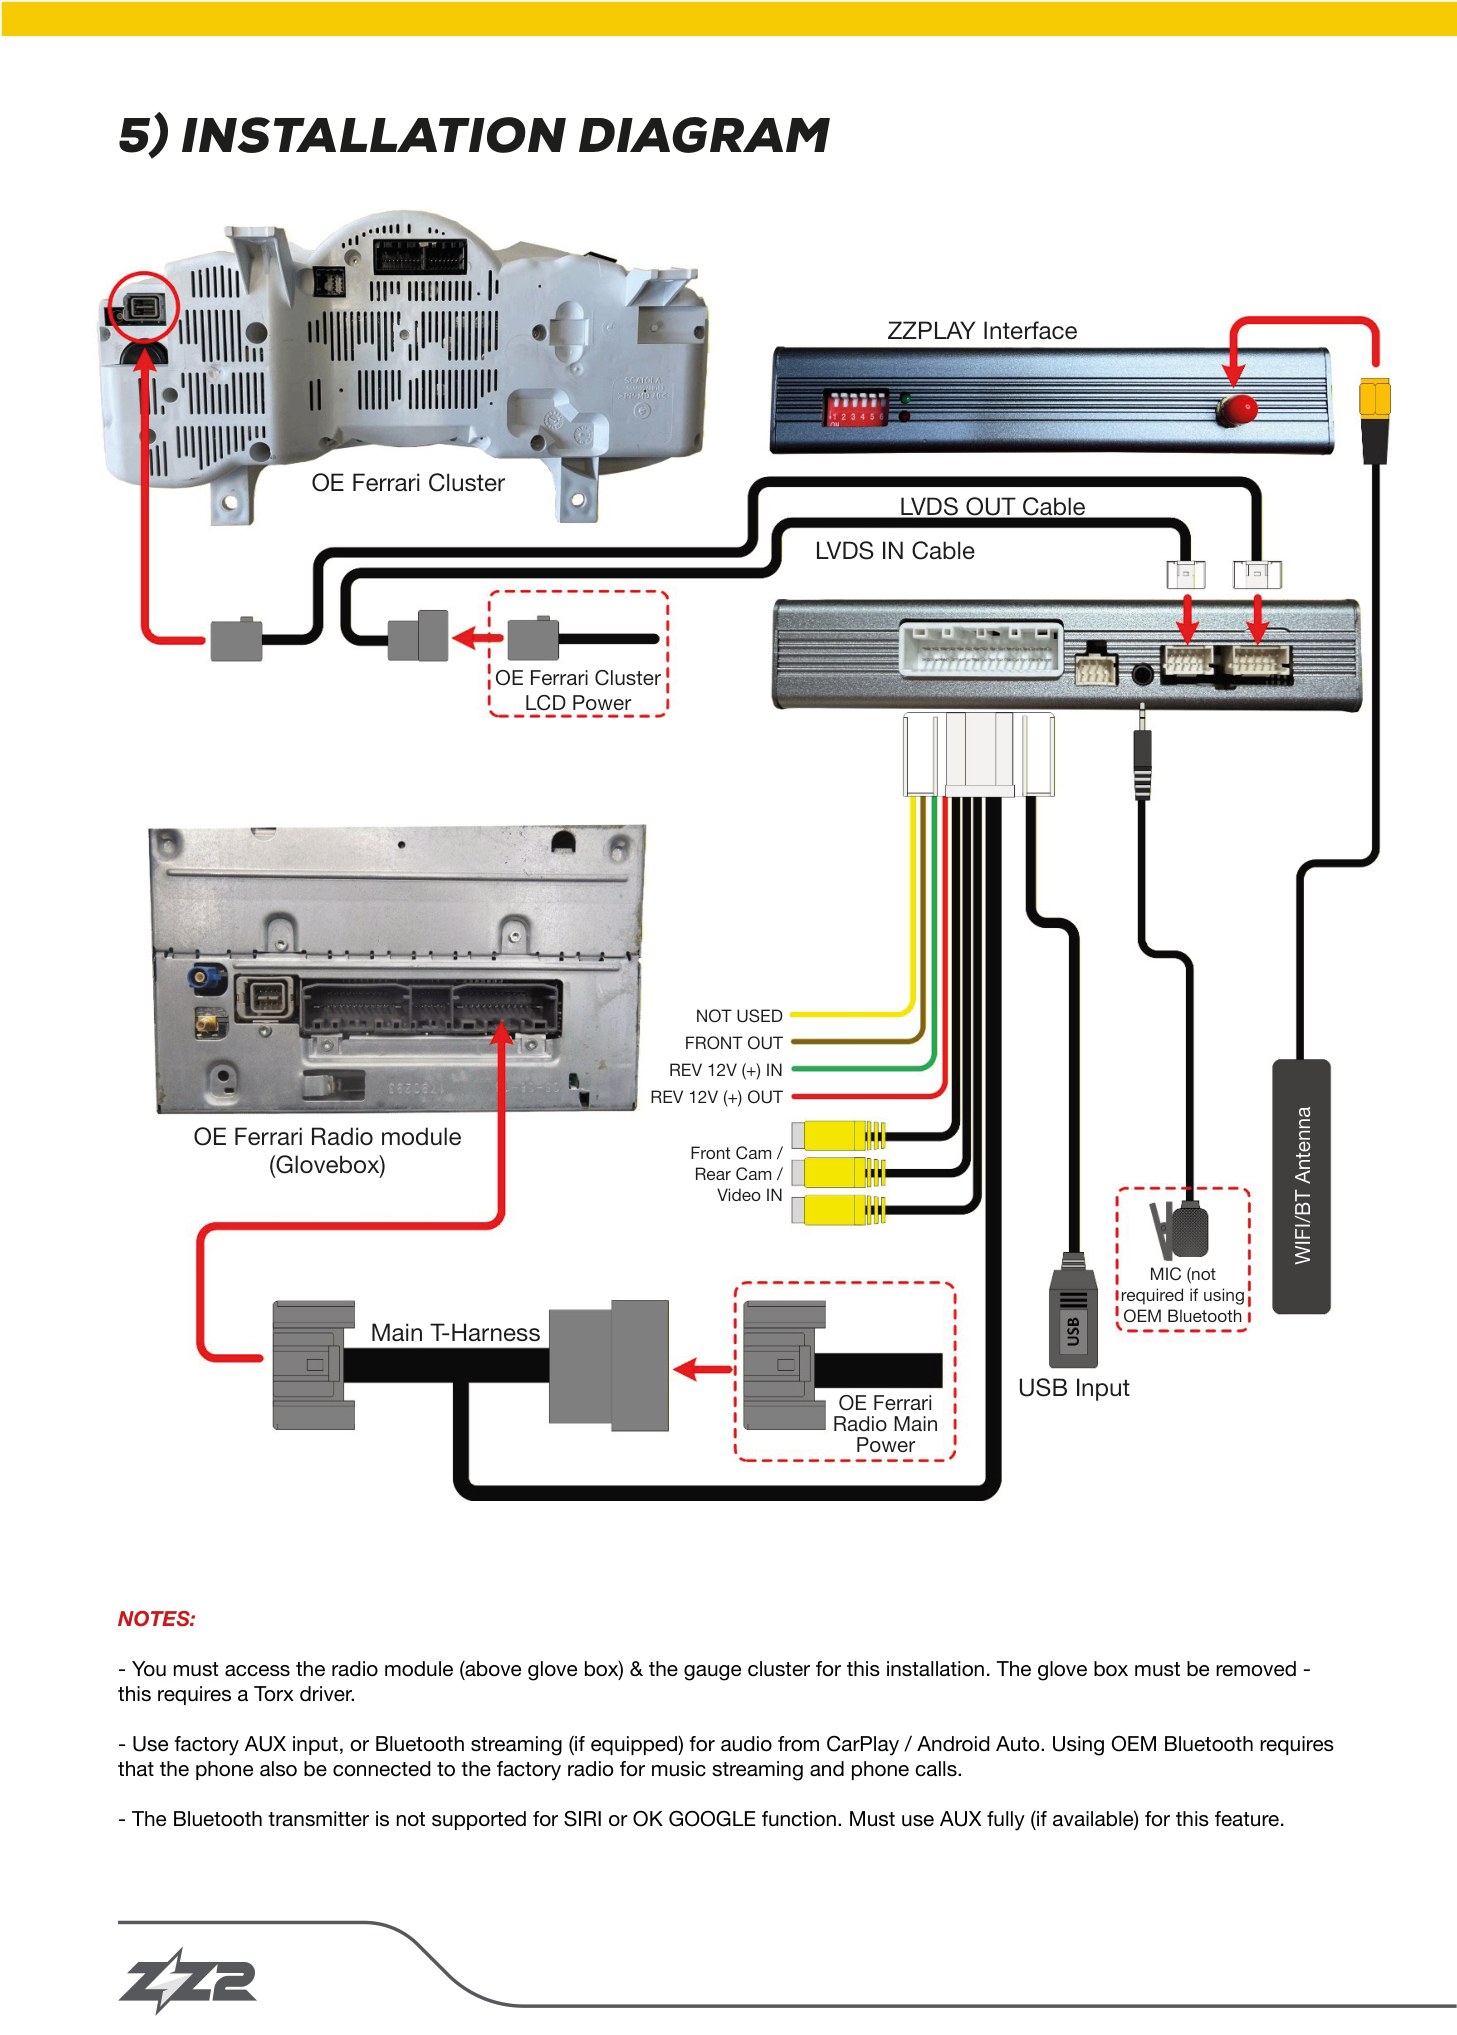 5) INSTALLATION DIAGRAM
ZZPLAY Interface
1 2 3 4 5 6
OE Ferrari Cluster
LVDS OUT Cable
LVDS IN Cable
OE Ferrari Cluster
LCD Power
NOT USED
FRONT OUT
REV 12V (+) IN
REV 12V (+) OUT
OE Ferrari Radio module
(Glovebox)
Front Cam /
Rear Cam /
Video IN
WIFI/BT Antenna
MIC (not
required if using
OEM Bluetooth
Main T-Harness
USB
USB Input
OE Ferrari
Radio Main
Power
NOTES:
- You must access the radio module (above glove box) & the gauge cluster for this installation. The glove box must be removed -
this requires a Torx driver.
- Use factory AUX input, or Bluetooth streaming (if equipped) for audio from CarPlay / Android Auto. Using OEM Bluetooth requires
that the phone also be connected to the factory radio for music streaming and phone calls.
- The Bluetooth transmitter is not supported for SIRI or OK GOOGLE function. Must use AUX fully (if available) for this feature.
ZZ2